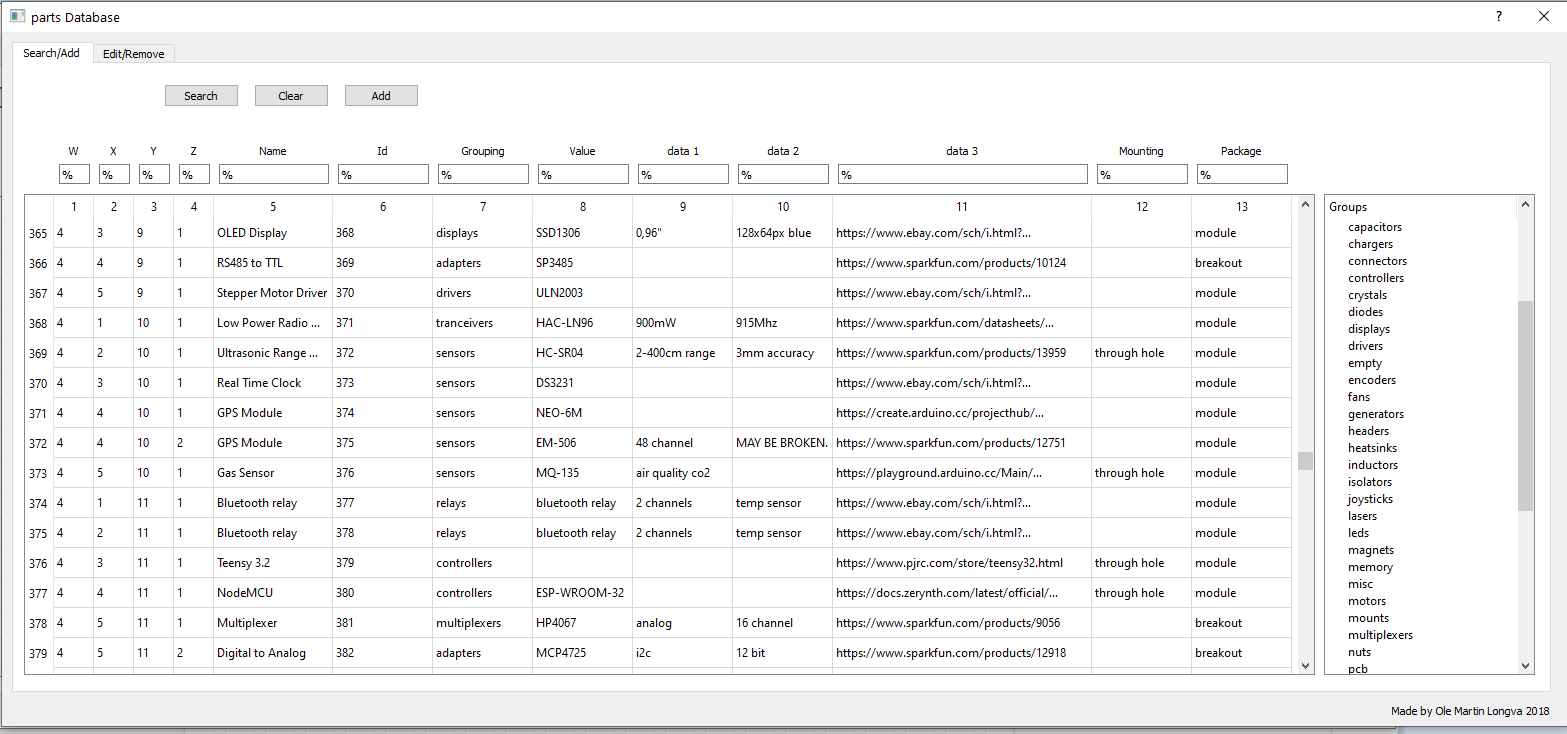 parts Database ?
Search/Add Edit/Remove
Search Clear Add
W X Y Z Name Id Grouping Value data 1 data 2 data 3 Mounting Package
% % % % % % % % % % % % %
1 2 3 4 5 6 7 8 9 10 11 12 13
365 4 3 9 1 OLED Display 368 displays SSD1306 0,96" 128x64px blue https://www.ebay.com/sch/i.html?... module
366 4 4 9 1 RS485 to TTL 369 adapters SP3485 https://www.sparkfun.com/products/10124 breakout
367 4 5 9 1 Stepper Motor Driver 370 drivers ULN2003 https://www.ebay.com/sch/i.html?... module
368 4 1 10 1 Low Power Radio ... 371 tranceivers HAC-LN96 900mW 915Mhz https://www.sparkfun.com/datasheets/... module
369 4 2 10 1 Ultrasonic Range ... 372 sensors HC-SR04 2-400cm range 3mm accuracy https://www.sparkfun.com/products/13959 through hole module
370 4 3 10 1 Real Time Clock 373 sensors DS3231 https://www.ebay.com/sch/i.html?... module
371 4 4 10 1 GPS Module 374 sensors NEO-6M https://create.arduino.cc/projecthub/... module
372 4 4 10 2 GPS Module 375 sensors EM-506 48 channel MAY BE BROKEN. https://www.sparkfun.com/products/12751 module
373 4 5 10 1 Gas Sensor 376 sensors MQ-135 air quality co2 https://playground.arduino.cc/Main/... through hole module
374 4 1 11 1 Bluetooth relay 377 relays bluetooth relay 2 channels temp sensor https://www.ebay.com/sch/i.html?... module
375 4 2 11 1 Bluetooth relay 378 relays bluetooth relay 2 channels temp sensor https://www.ebay.com/sch/i.html?... module
376 4 3 11 1 Teensy 3.2 379 controllers https://www.pjrc.com/store/teensy32.html through hole module
377 4 4 11 1 NodeMCU 380 controllers ESP-WROOM-32 https://docs.zerynth.com/latest/official/... through hole module
378 4 5 11 1 Multiplexer 381 multiplexers HP4067 analog 16 channel https://www.sparkfun.com/products/9056 breakout
379 4 5 11 2 Digital to Analog 382 adapters MCP4725 i2c 12 bit https://www.sparkfun.com/products/12918 breakout
Groups
capacitors
chargers
connectors
controllers
crystals
diodes
displays
drivers
empty
encoders
fans
generators
headers
heatsinks
inductors
isolators
joysticks
lasers
leds
magnets
memory
misc
motors
mounts
multiplexers
nuts
pcb
Made by Ole Martin Longva 2018